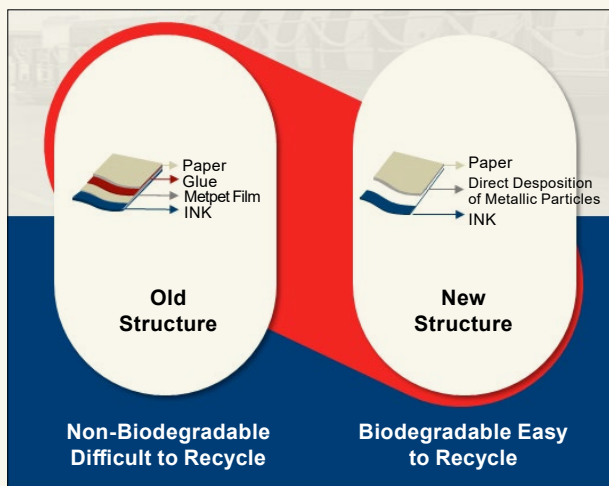 Paper
Glue
Metpet Film
INK
Old
Structure
Non-Biodegradable
Difficult to Recycle
Paper
Direct Desposition
of Metallic Particles
INK
New
Structure
Biodegradable Easy
to Recycle